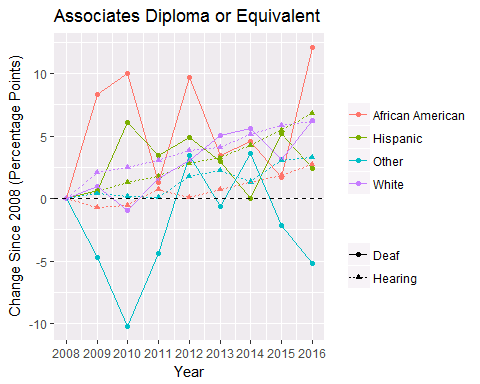 Associates Diploma or Equivalent
Change Since 2008 (Percentage Points)
10
5
0
-5
-10
2008 2009 2010 2011 2012 2013 2014 2015 2016
Year
African American
Hispanic
Other
White
Deaf
Hearing